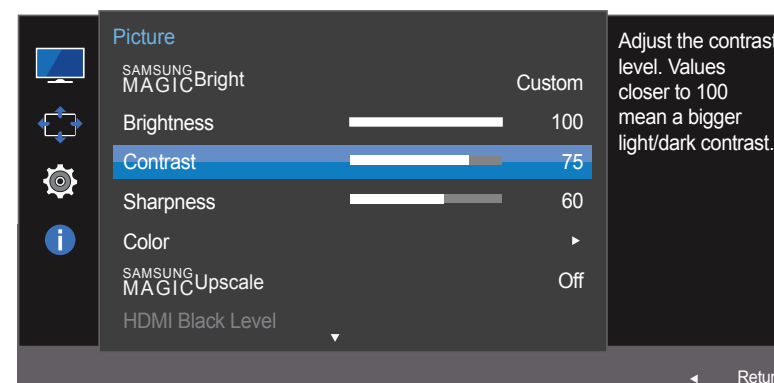 Picture
SAMSUNG
MAGIC Bright Custom
Brightness 100
Contrast 75
Sharpness 60
Color
SAMSUNG
MAGIC Upscale Off
HDMI Black Level
Adjust the contrast
level. Values
closer to 100
mean a bigger
light/dark contrast.
Retur